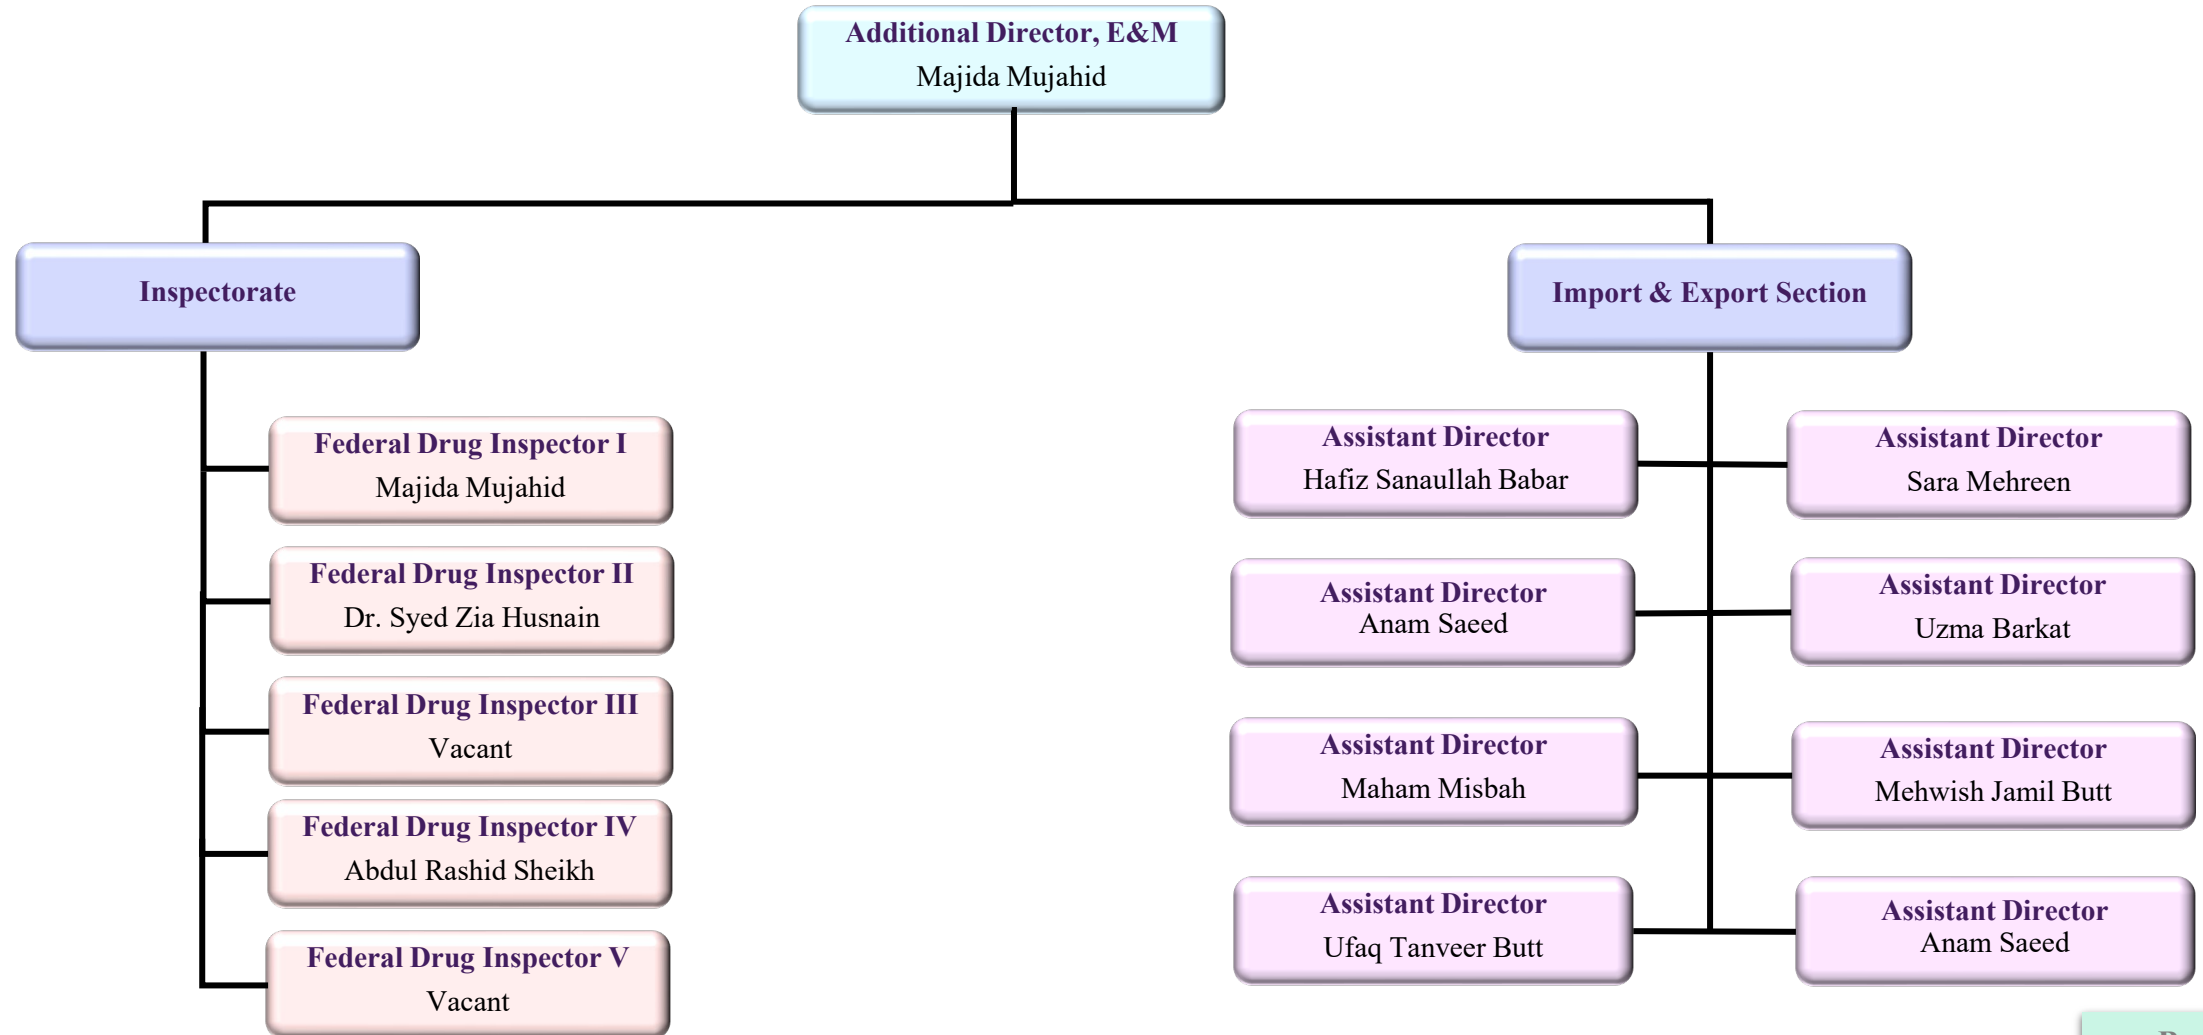 Additional Director, E&M
Majida Mujahid
Inspectorate
Import & Export Section
Federal Drug Inspector I
Majida Mujahid
Federal Drug Inspector II
Dr. Syed Zia Husnain
Federal Drug Inspector III
Vacant
Federal Drug Inspector IV
Abdul Rashid Sheikh
Federal Drug Inspector V
Vacant
Assistant Director
Hafiz Sanaullah Babar
Assistant Director
Sara Mehreen
Assistant Director
Anam Saeed
Assistant Director
Uzma Barkat
Assistant Director
Maham Misbah
Assistant Director
Mehwish Jamil Butt
Assistant Director
Ufaq Tanveer Butt
Assistant Director
Anam Saeed